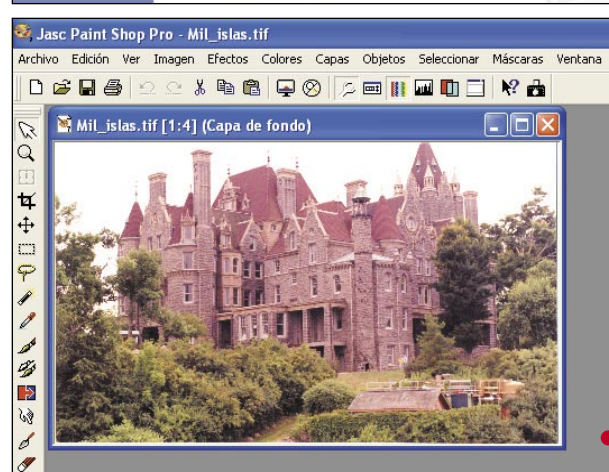 Jasc Paint Shop Pro - Mil_islas.tif
Archivo Edición Ver Imagen Efectos Colores Capas Objetos Seleccionar Máscaras Ventana
Mil_islas.tif [1:4] (Capa de fondo)